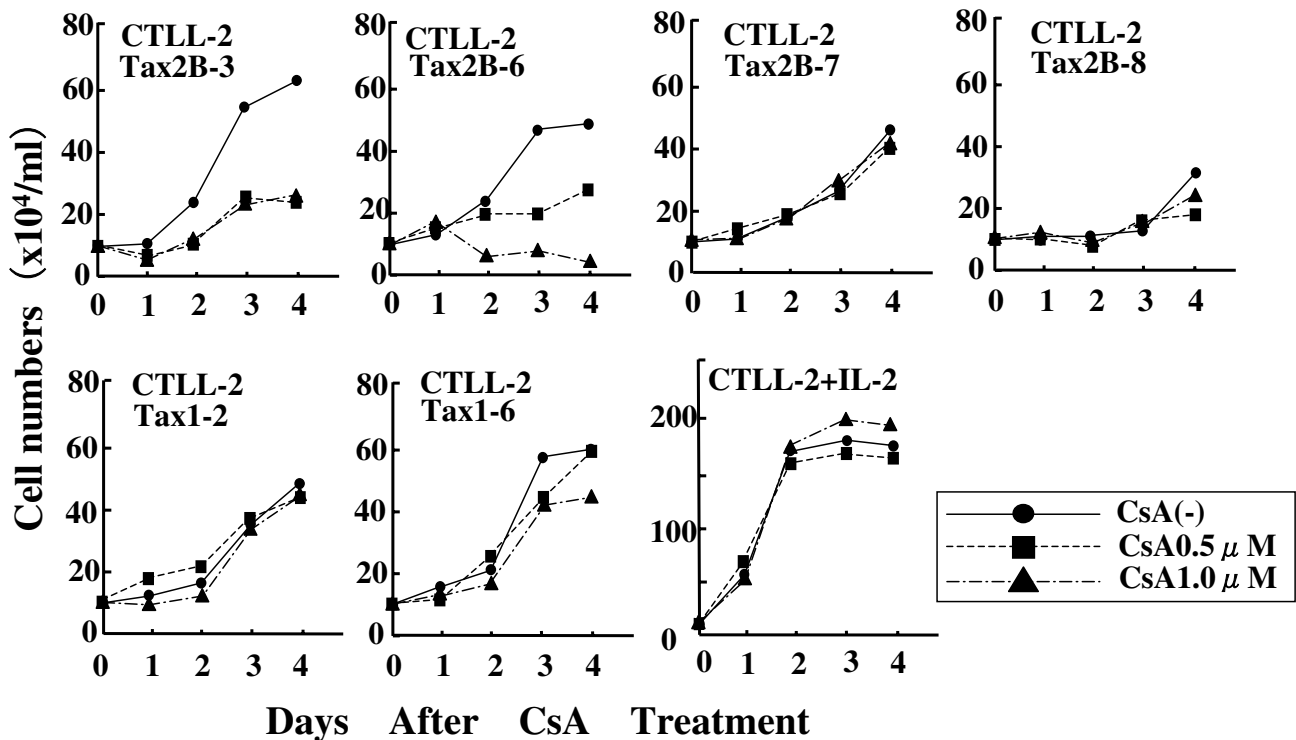 Cell numbers (x10⁴/ml)
80
60
40
20
0
CTLL-2
Tax2B-3
0 1 2 3 4
80
60
40
20
0
CTLL-2
Tax2B-6
0 1 2 3 4
80
60
40
20
0
CTLL-2
Tax2B-7
0 1 2 3 4
80
60
40
20
0
CTLL-2
Tax2B-8
0 1 2 3 4
80
60
40
20
0
CTLL-2
Tax1-2
0 1 2 3 4
80
60
40
20
0
CTLL-2
Tax1-6
0 1 2 3 4
CTLL-2+IL-2
200
100
0
0 1 2 3 4
CsA(-)
CsA0.5 μ M
CsA1.0 μ M
Days After CsA Treatment